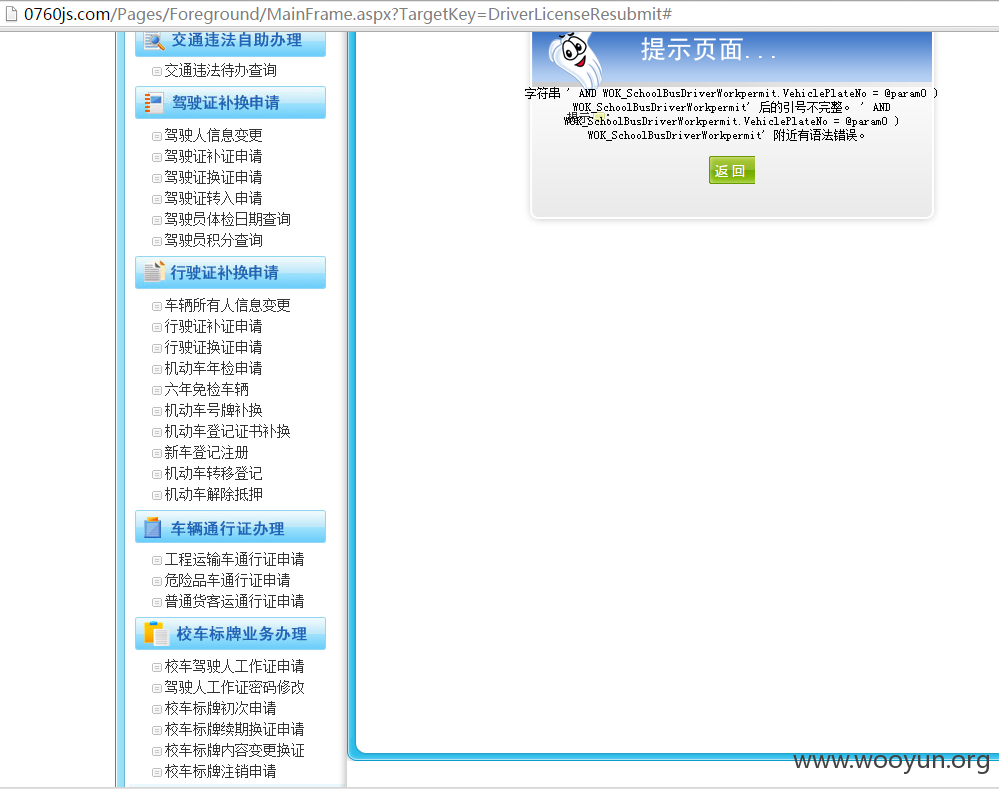 0760js.com/Pages/Foreground/MainFrame.aspx?TargetKey=DriverLicenseResubmit#
交通违法自助办理
交通违法待办查询
驾驶证补换申请
驾驶人信息变更
驾驶证补证申请
驾驶证换证申请
驾驶证转入申请
驾驶员体检日期查询
驾驶员积分查询
行驶证补换申请
车辆所有人信息变更
行驶证补证申请
行驶证换证申请
机动车年检申请
六年免检车辆
机动车号牌补换
机动车登记证书补换
新车登记注册
机动车转移登记
机动车解除抵押
车辆通行证办理
工程运输车通行证申请
危险品车通行证申请
普通货客运通行证申请
校车标牌业务办理
校车驾驶人工作证申请
驾驶人工作证密码修改
校车标牌初次申请
校车标牌续期换证申请
校车标牌内容变更换证
校车标牌注销申请
提示页面...
字符串 ' AND WOK_SchoolBusDriverWorkpermit.VehiclePlateNo = @param0 )
WOK_SchoolBusDriverWorkpermit' 后的引号不完整。 ' AND
WOK_SchoolBusDriverWorkpermit.VehiclePlateNo = @param0 )
WOK_SchoolBusDriverWorkpermit' 附近有语法错误。
提示
返回
www.wooyun.org